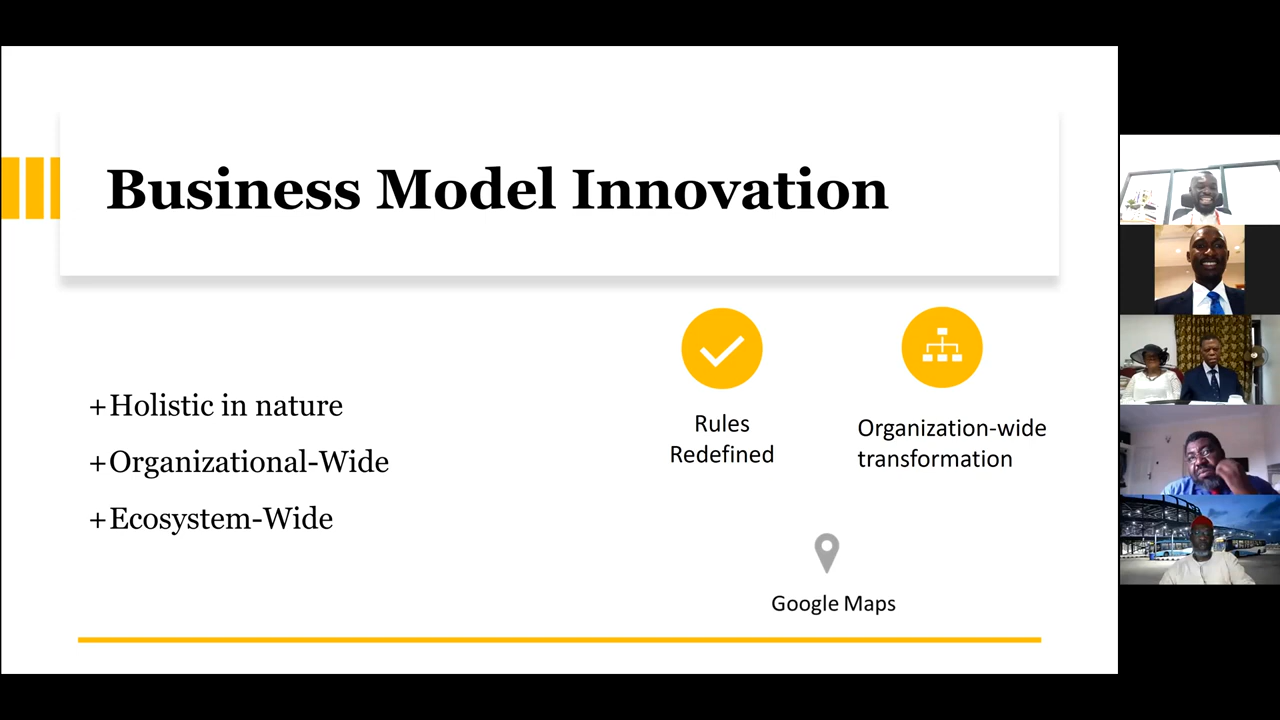 Business Model Innovation
+Holistic in nature
+Organizational-Wide
+Ecosystem-Wide
Rules
Redefined
Organization-wide
transformation
Google Maps